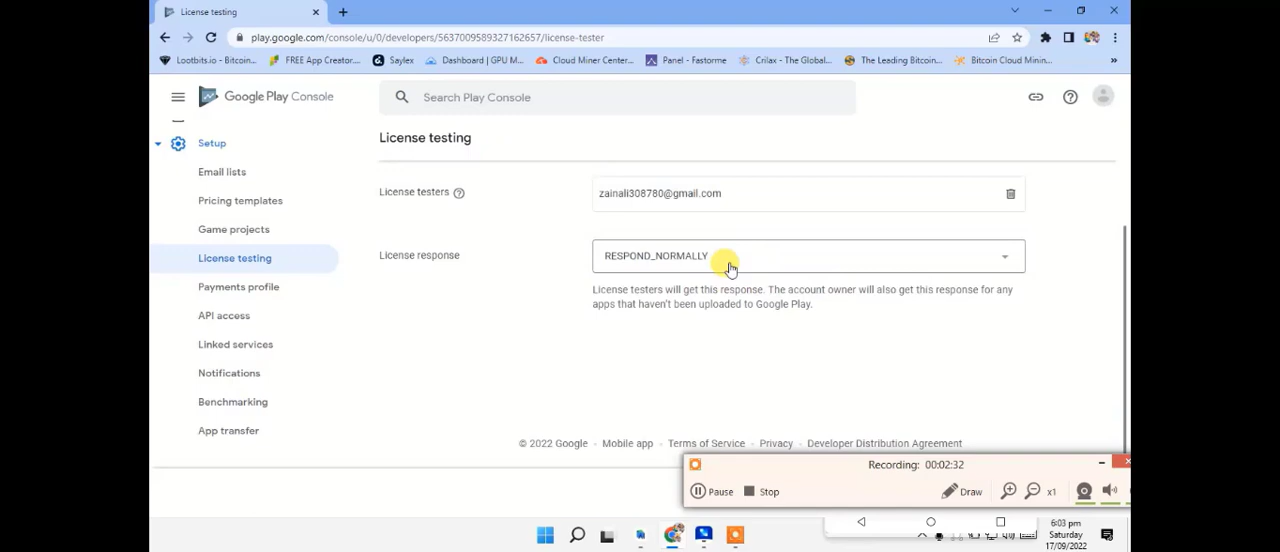 License testing
play.google.com/console/u/0/developers/5637009589327162657/license-tester
Lootbits.io - Bitcoin...
FREE App Creator...
Saylex
Dashboard | GPU M...
Cloud Miner Center...
Panel - Fastorme
Crilax - The Global...
The Leading Bitcoin...
Bitcoin Cloud Minin...
»
Google Play Console
Search Play Console
License testing
Setup
Email lists
Pricing templates
Game projects
License testing
Payments profile
API access
Linked services
Notifications
Benchmarking
App transfer
License testers
zainali308780@gmail.com
License response
RESPOND_NORMALLY
License testers will get this response. The account owner will also get this response for any
apps that haven't been uploaded to Google Play.
© 2022 Google · Mobile app · Terms of Service · Privacy · Developer Distribution Agreement
Recording: 00:02:32
Pause
Stop
Draw
x1
6:03 pm
Saturday
17/09/2022